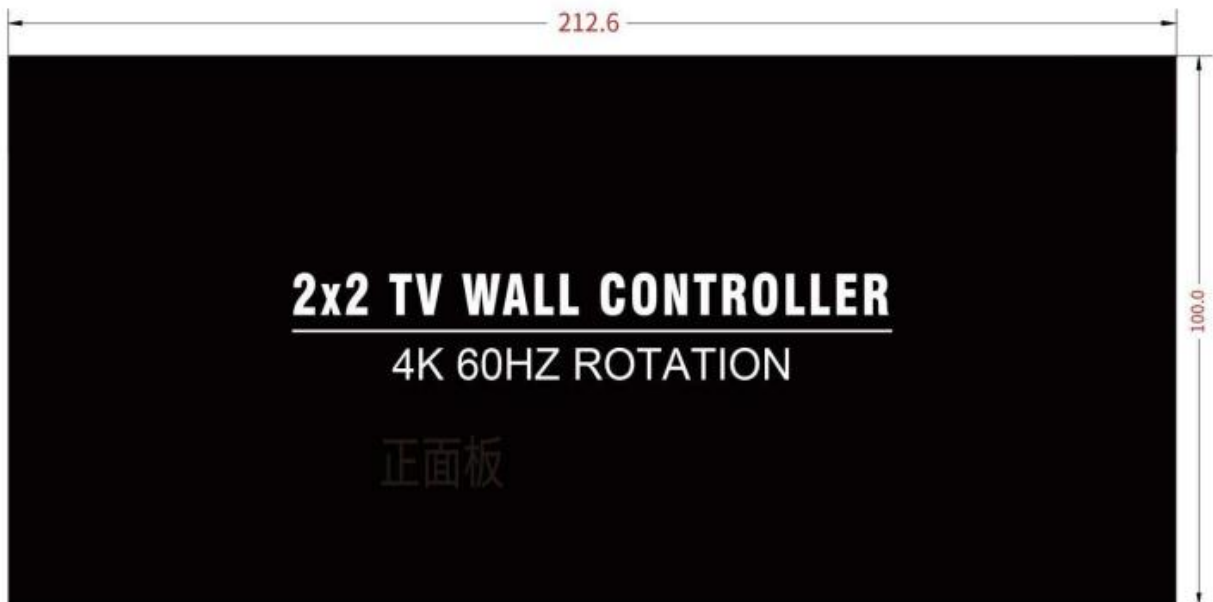 212.6
100.0
2x2 TV WALL CONTROLLER
4K 60HZ ROTATION
正面板